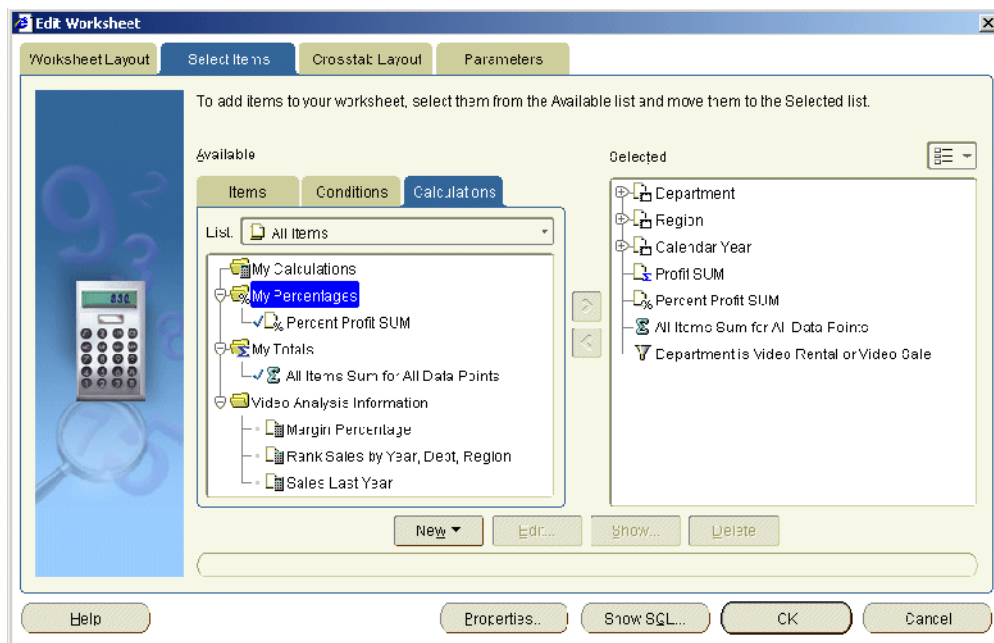 Edit Worksheet
Worksheet Layout Select Items Crosstab Layout Parameters
To add items to your worksheet, select them from the Available list and move them to the Selected list.
Available Selected
Items Conditions Calculations
List: All Items
My Calculations
My Percentages
Percent Profit SUM
My Totals
All Items Sum for All Data Points
Video Analysis Information
Margin Percentage
Rank Sales by Year, Dept, Region
Sales Last Year
Department
Region
Calendar Year
Profit SUM
Percent Profit SUM
All Items Sum for All Data Points
Department is Video Rental or Video Sale
New Edit... Show... Delete
Help Properties... Show SQL... OK Cancel